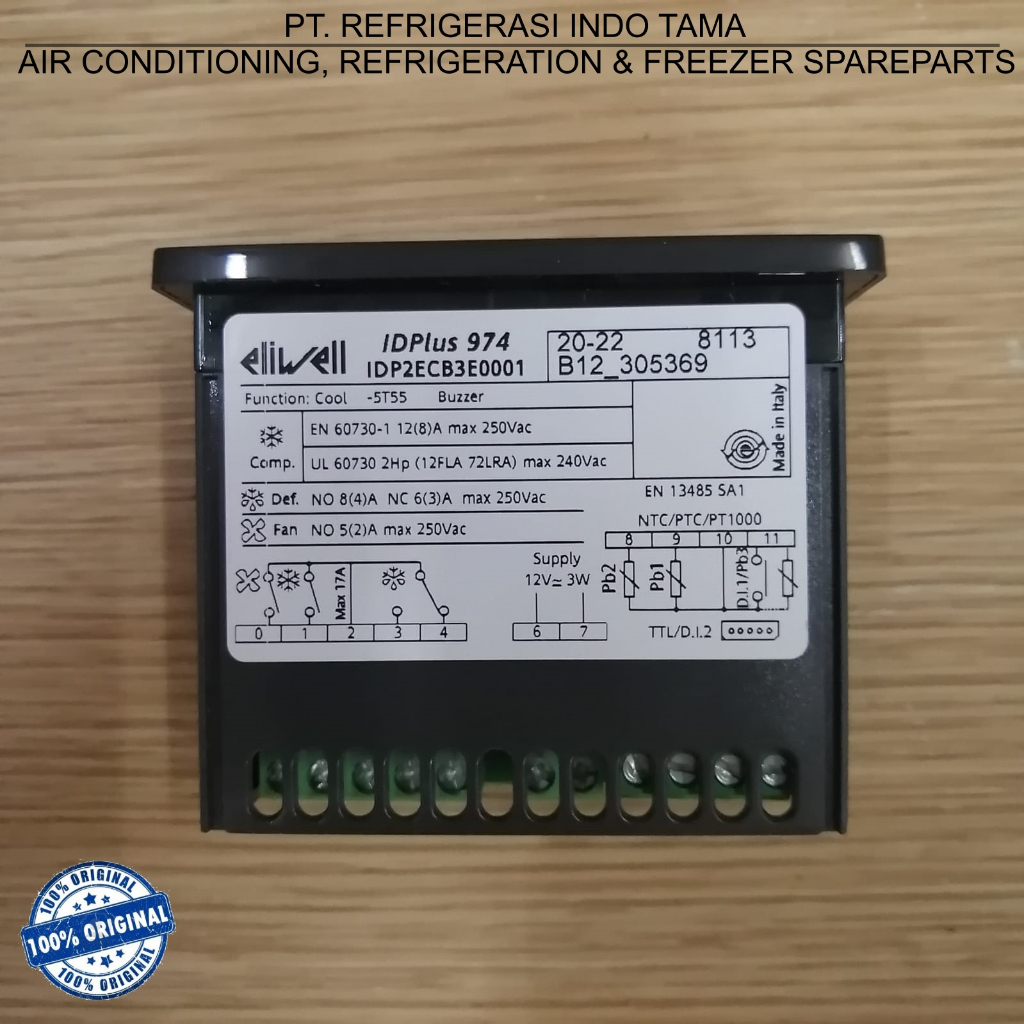 PT. REFRIGERASI INDO TAMA
AIR CONDITIONING, REFRIGERATION & FREEZER SPAREPARTS
eliwell
IDPlus 974
IDP2ECB3E0001
20-22 8113
B12_305369
Function: Cool -5T55 Buzzer
Comp.
EN 60730-1 12(8)A max 250Vac
UL 60730 2Hp (12FLA 72LRA) max 240Vac
Made in Italy
Def. NO 8(4)A NC 6(3)A max 250Vac
EN 13485 SA1
Fan NO 5(2)A max 250Vac
NTC/PTC/PT1000
8 9 10 11
Pb2 Pb1 D.I.1/Pb3
Max 17A
Supply
12V≃ 3W
0 1 2 3 4
6 7
TTL/D.I.2
100% ORIGINAL
100% ORIGINAL
100% ORIGINAL